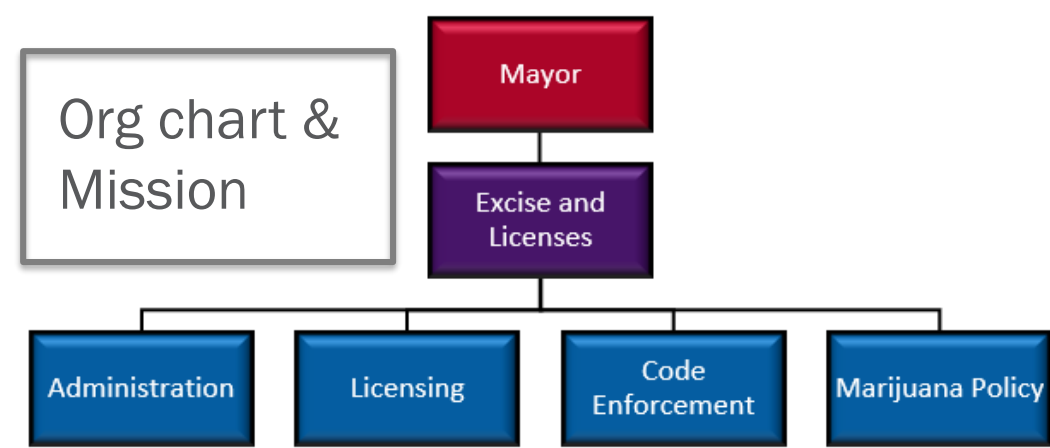 Org chart &
Mission
Mayor
Excise and
Licenses
Administration
Licensing
Code
Enforcement
Marijuana Policy